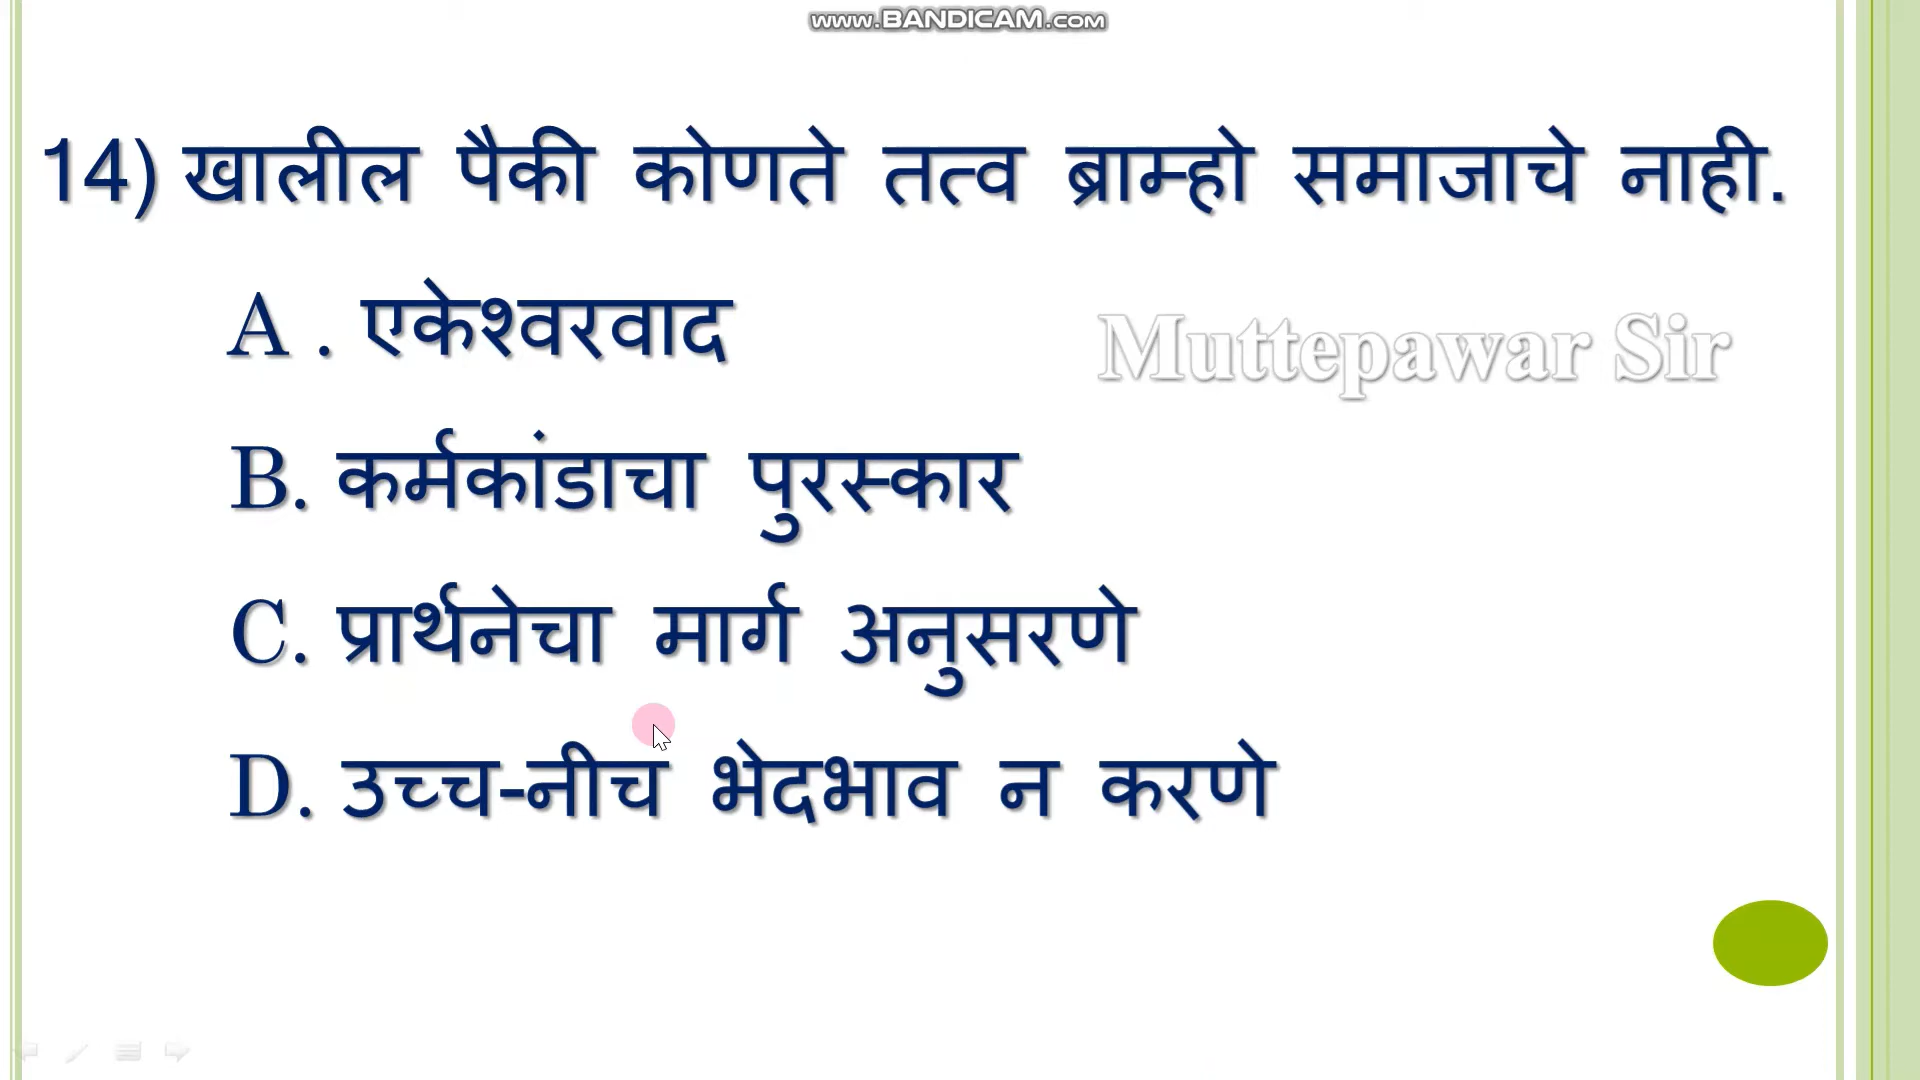 www.BANDICAM.com
14) खालील पैकी कोणते तत्व ब्राम्हो समाजाचे नाही.
A . एकेश्वरवाद
Muttepawar Sir
B. कर्मकांडाचा पुरस्कार
C. प्रार्थनेचा मार्ग अनुसरणे
D. उच्च-नीच भेदभाव न करणे